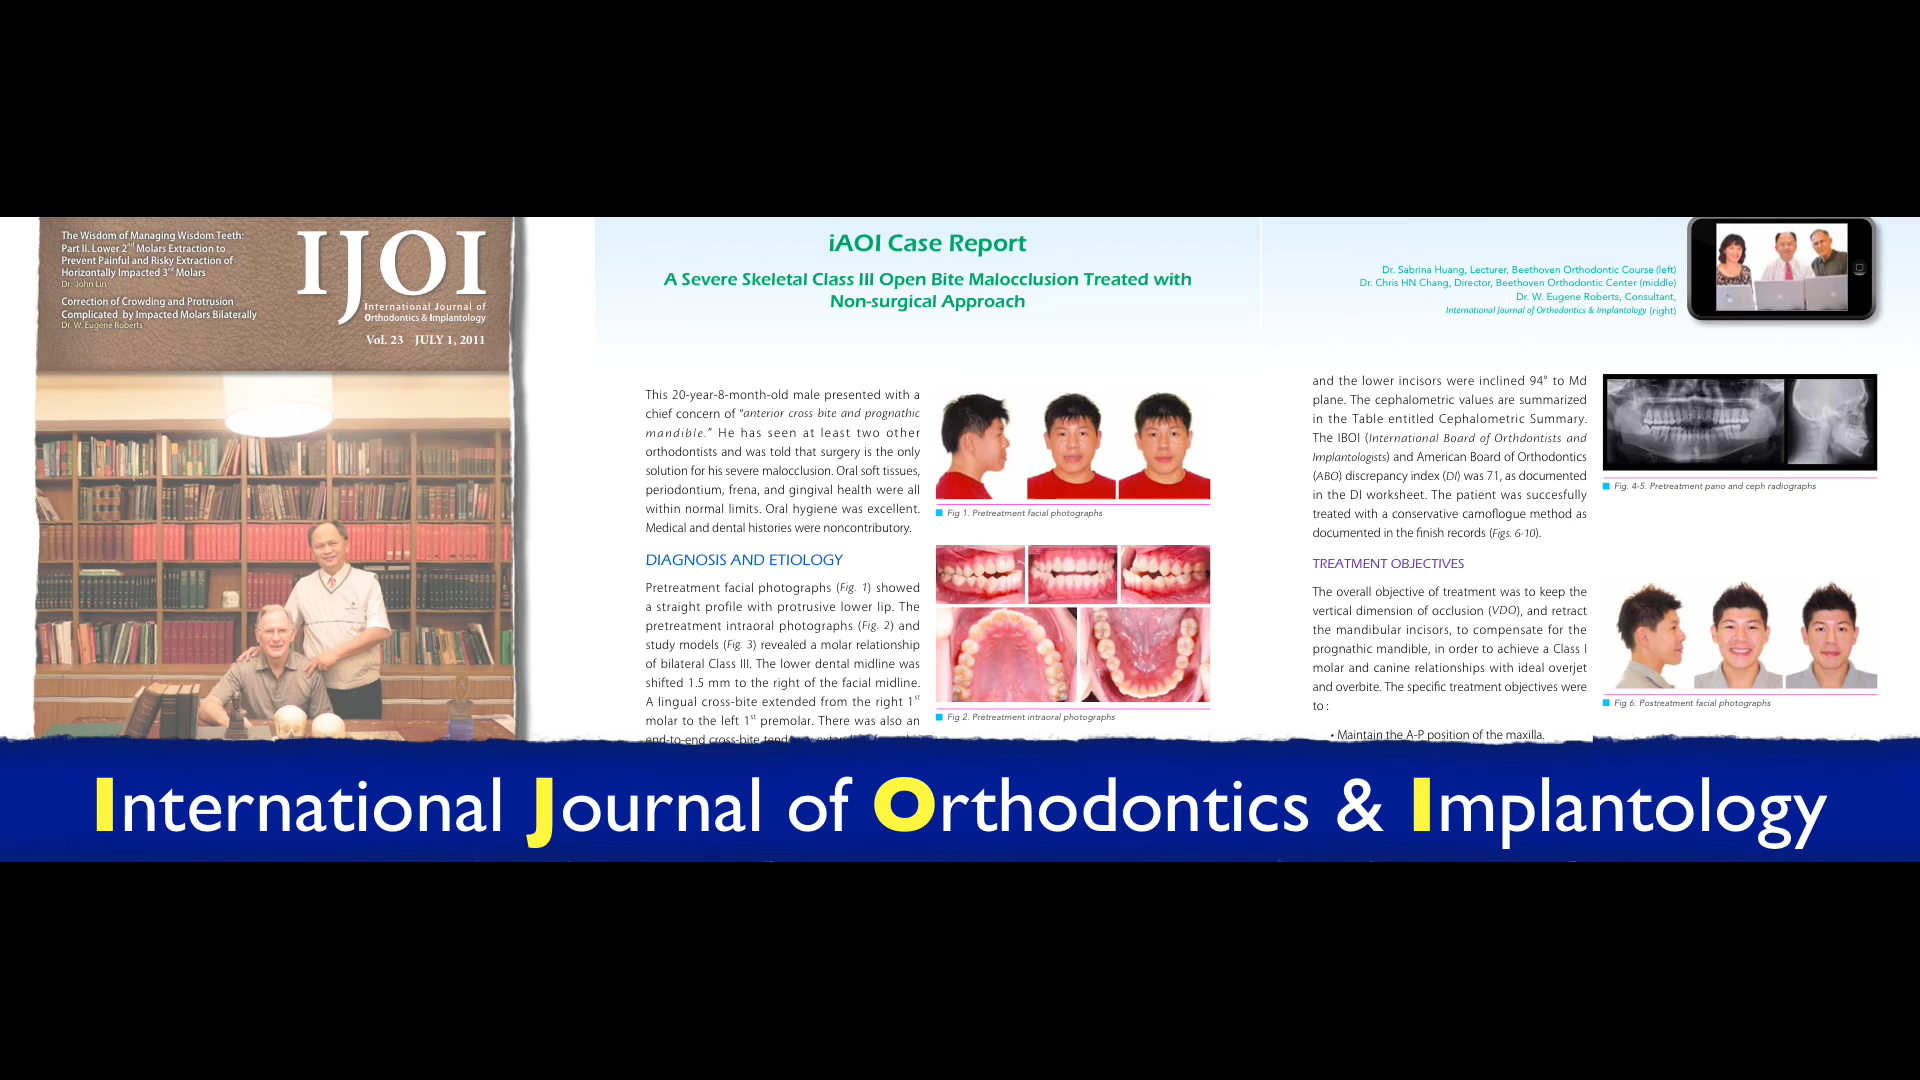 The Wisdom of Managing Wisdom Teeth:
Part II. Lower 2nd Molars Extraction to
Prevent Painful and Risky Extraction of
Horizontally Impacted 3rd Molars
Dr. John Lin
Correction of Crowding and Protrusion
Complicated by Impacted Molars Bilaterally
Dr. W. Eugene Roberts
IJOI
International Journal of
Orthodontics & Implantology
Vol. 23 JULY 1, 2011
iAOI Case Report
A Severe Skeletal Class III Open Bite Malocclusion Treated with
Non-surgical Approach
This 20-year-8-month-old male presented with a
chief concern of "anterior cross bite and prognathic
mandible." He has seen at least two other
orthodontists and was told that surgery is the only
solution for his severe malocclusion. Oral soft tissues,
periodontium, frena, and gingival health were all
within normal limits. Oral hygiene was excellent.
Medical and dental histories were noncontributory.
DIAGNOSIS AND ETIOLOGY
Pretreatment facial photographs (Fig. 1) showed
a straight profile with protrusive lower lip. The
pretreatment intraoral photographs (Fig. 2) and
study models (Fig. 3) revealed a molar relationship
of bilateral Class III. The lower dental midline was
shifted 1.5 mm to the right of the facial midline.
A lingual cross-bite extended from the right 1st
molar to the left 1st premolar. There was also an
end-to-end cross-bite
Fig 1. Pretreatment facial photographs
Fig 2. Pretreatment intraoral photographs
Dr. Sabrina Huang, Lecturer, Beethoven Orthodontic Course (left)
Dr. Chris HN Chang, Director, Beethoven Orthodontic Center (middle)
Dr. W. Eugene Roberts, Consultant,
International Journal of Orthodontics & Implantology (right)
and the lower incisors were inclined 94° to Md
plane. The cephalometric values are summarized
in the Table entitled Cephalometric Summary.
The IBOI (International Board of Orthdontists and
Implantologists) and American Board of Orthodontics
(ABO) discrepancy index (DI) was 71, as documented
in the DI worksheet. The patient was succesfully
treated with a conservative camoflogue method as
documented in the finish records (Figs. 6-10).
TREATMENT OBJECTIVES
The overall objective of treatment was to keep the
vertical dimension of occlusion (VDO), and retract
the mandibular incisors, to compensate for the
prognathic mandible, in order to achieve a Class I
molar and canine relationships with ideal overjet
and overbite. The specific treatment objectives were
to :
• Maintain the A-P position of the maxilla.
Fig. 4-5. Pretreatment pano and ceph radiographs
Fig 6. Postreatment facial photographs
International Journal of Orthodontics & Implantology